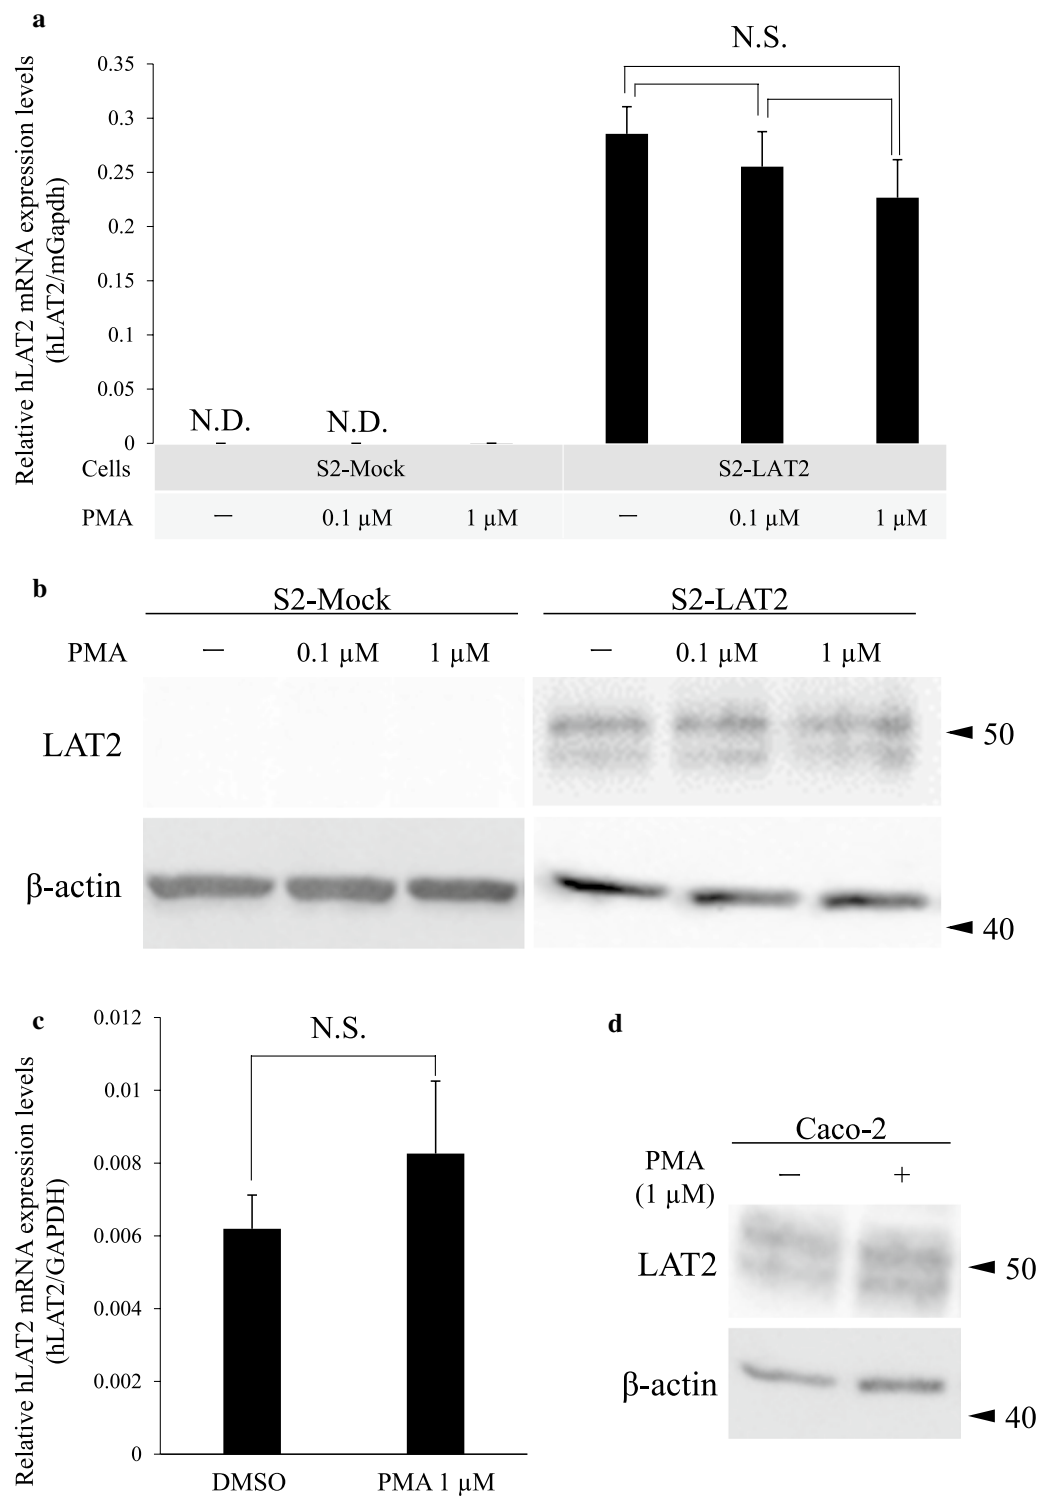 a
N.S.
Relative hLAT2 mRNA expression levels
(hLAT2/mGapdh)
0.35
0.3
0.25
0.2
0.15
0.1
0.05
0
N.D. N.D.
Cells S2-Mock S2-LAT2
PMA — 0.1 µM 1 µM — 0.1 µM 1 µM
b
S2-Mock S2-LAT2
PMA — 0.1 µM 1 µM — 0.1 µM 1 µM
LAT2 50
β-actin
40
c
N.S.
Relative hLAT2 mRNA expression levels
(hLAT2/GAPDH)
0.012
0.01
0.008
0.006
0.004
0.002
0
DMSO PMA 1 µM
d
Caco-2
PMA — +
(1 µM)
LAT2 50
β-actin
40